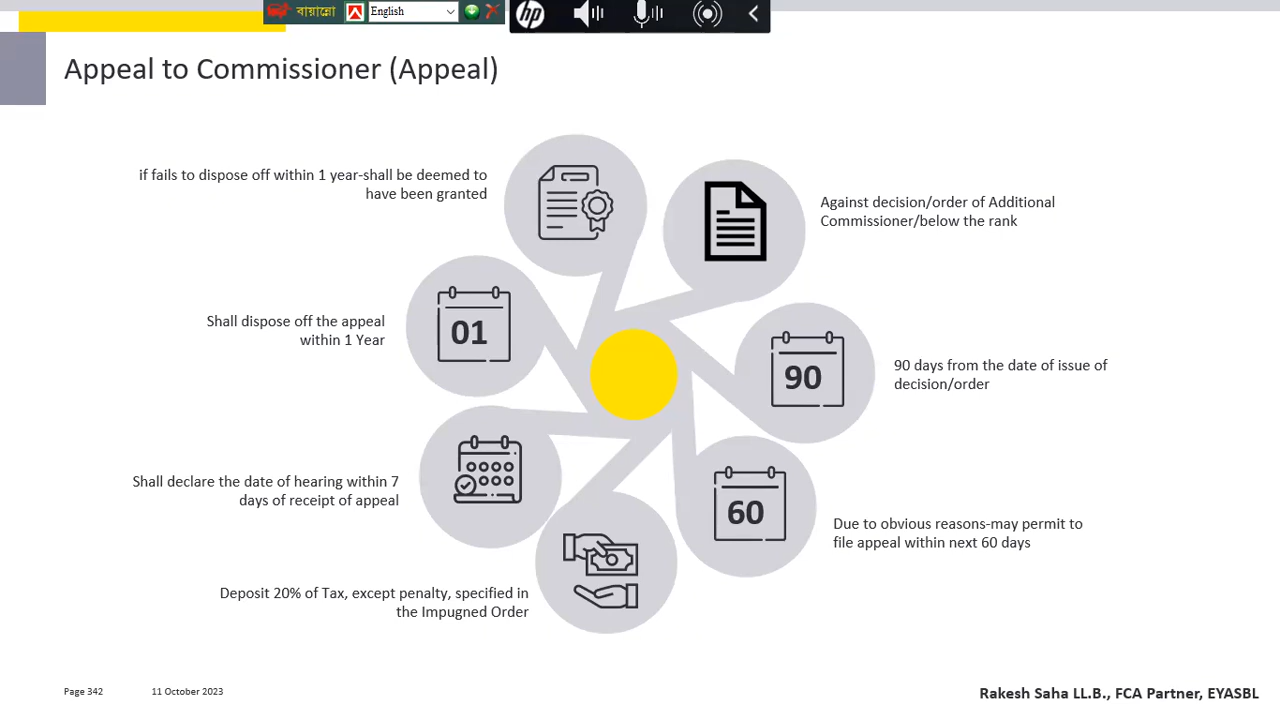 বায়ান্নো
English
hp
Appeal to Commissioner (Appeal)
if fails to dispose off within 1 year-shall be deemed to
have been granted
Against decision/order of Additional
Commissioner/below the rank
Shall dispose off the appeal
within 1 Year
01
90
90 days from the date of issue of
decision/order
Shall declare the date of hearing within 7
days of receipt of appeal
60
Due to obvious reasons-may permit to
file appeal within next 60 days
Deposit 20% of Tax, except penalty, specified in
the Impugned Order
Page 342
11 October 2023
Rakesh Saha LL.B., FCA Partner, EYASBL